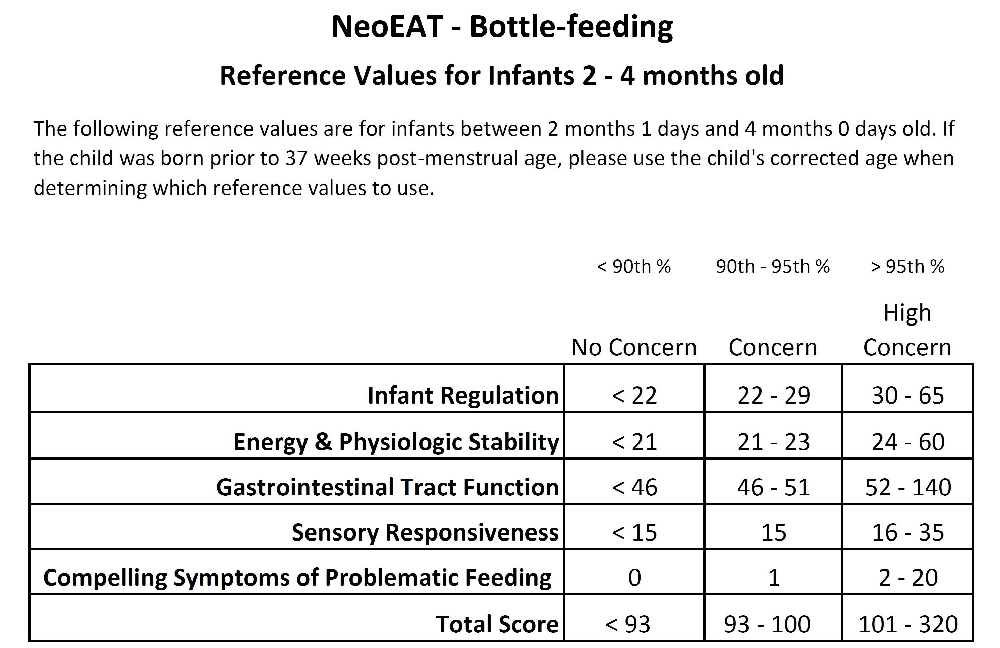 NeoEAT - Bottle-feeding
Reference Values for Infants 2 - 4 months old
The following reference values are for infants between 2 months 1 days and 4 months 0 days old. If
the child was born prior to 37 weeks post-menstrual age, please use the child's corrected age when
determining which reference values to use.
< 90th % 90th - 95th % > 95th %
High
No Concern Concern Concern
Infant Regulation < 22 22 - 29 30 - 65
Energy & Physiologic Stability < 21 21 - 23 24 - 60
Gastrointestinal Tract Function < 46 46 - 51 52 - 140
Sensory Responsiveness < 15 15 16 - 35
Compelling Symptoms of Problematic Feeding 0 1 2 - 20
Total Score < 93 93 - 100 101 - 320